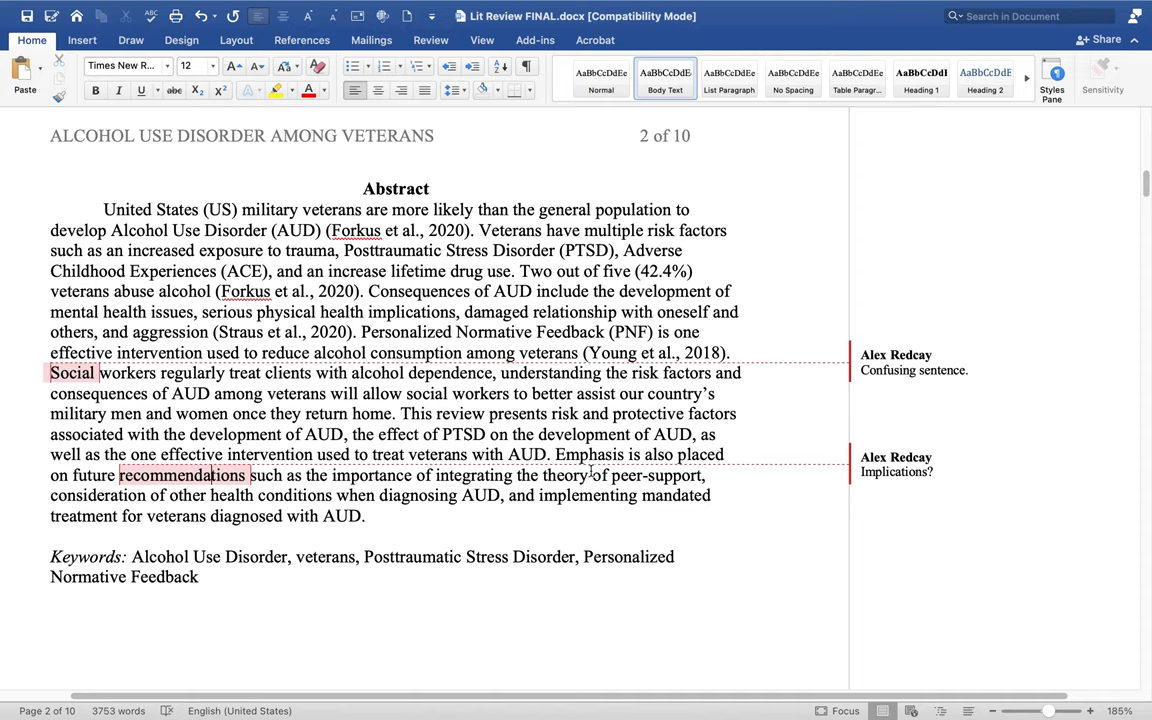 Lit Review FINAL.docx [Compatibility Mode]
Search in Document
Home Insert Draw Design Layout References Mailings Review View Add-ins Acrobat
Share
Paste
Times New R... 12
B I U abc X2 X2 A A
AaBbCcDdEe AaBbCcDdE AaBbCcDdEe AaBbCcDdEe AaBbCcDdEe AaBbCcDdI AaBbCcDdE
Normal Body Text List Paragraph No Spacing Table Paragr... Heading 1 Heading 2
Styles Pane
Sensitivity
ALCOHOL USE DISORDER AMONG VETERANS 2 of 10
Abstract
United States (US) military veterans are more likely than the general population to
develop Alcohol Use Disorder (AUD) (Forkus et al., 2020). Veterans have multiple risk factors
such as an increased exposure to trauma, Posttraumatic Stress Disorder (PTSD), Adverse
Childhood Experiences (ACE), and an increase lifetime drug use. Two out of five (42.4%)
veterans abuse alcohol (Forkus et al., 2020). Consequences of AUD include the development of
mental health issues, serious physical health implications, damaged relationship with oneself and
others, and aggression (Straus et al., 2020). Personalized Normative Feedback (PNF) is one
effective intervention used to reduce alcohol consumption among veterans (Young et al., 2018).
Social workers regularly treat clients with alcohol dependence, understanding the risk factors and
consequences of AUD among veterans will allow social workers to better assist our country's
military men and women once they return home. This review presents risk and protective factors
associated with the development of AUD, the effect of PTSD on the development of AUD, as
well as the one effective intervention used to treat veterans with AUD. Emphasis is also placed
on future recommendations such as the importance of integrating the theory of peer-support,
consideration of other health conditions when diagnosing AUD, and implementing mandated
treatment for veterans diagnosed with AUD.
Keywords: Alcohol Use Disorder, veterans, Posttraumatic Stress Disorder, Personalized
Normative Feedback
Alex Redcay
Confusing sentence.
Alex Redcay
Implications?
Page 2 of 10 3753 words English (United States) Focus 185%